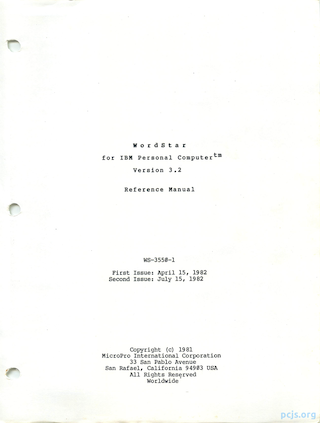 WordStar
for IBM Personal Computer tm
Version 3.2
Reference Manual
WS-3550-1
First Issue: April 15, 1982
Second Issue: July 15, 1982
Copyright (c) 1981
MicroPro International Corporation
33 San Pablo Avenue
San Rafael, California 94903 USA
All Rights Reserved
Worldwide
pcjs.org